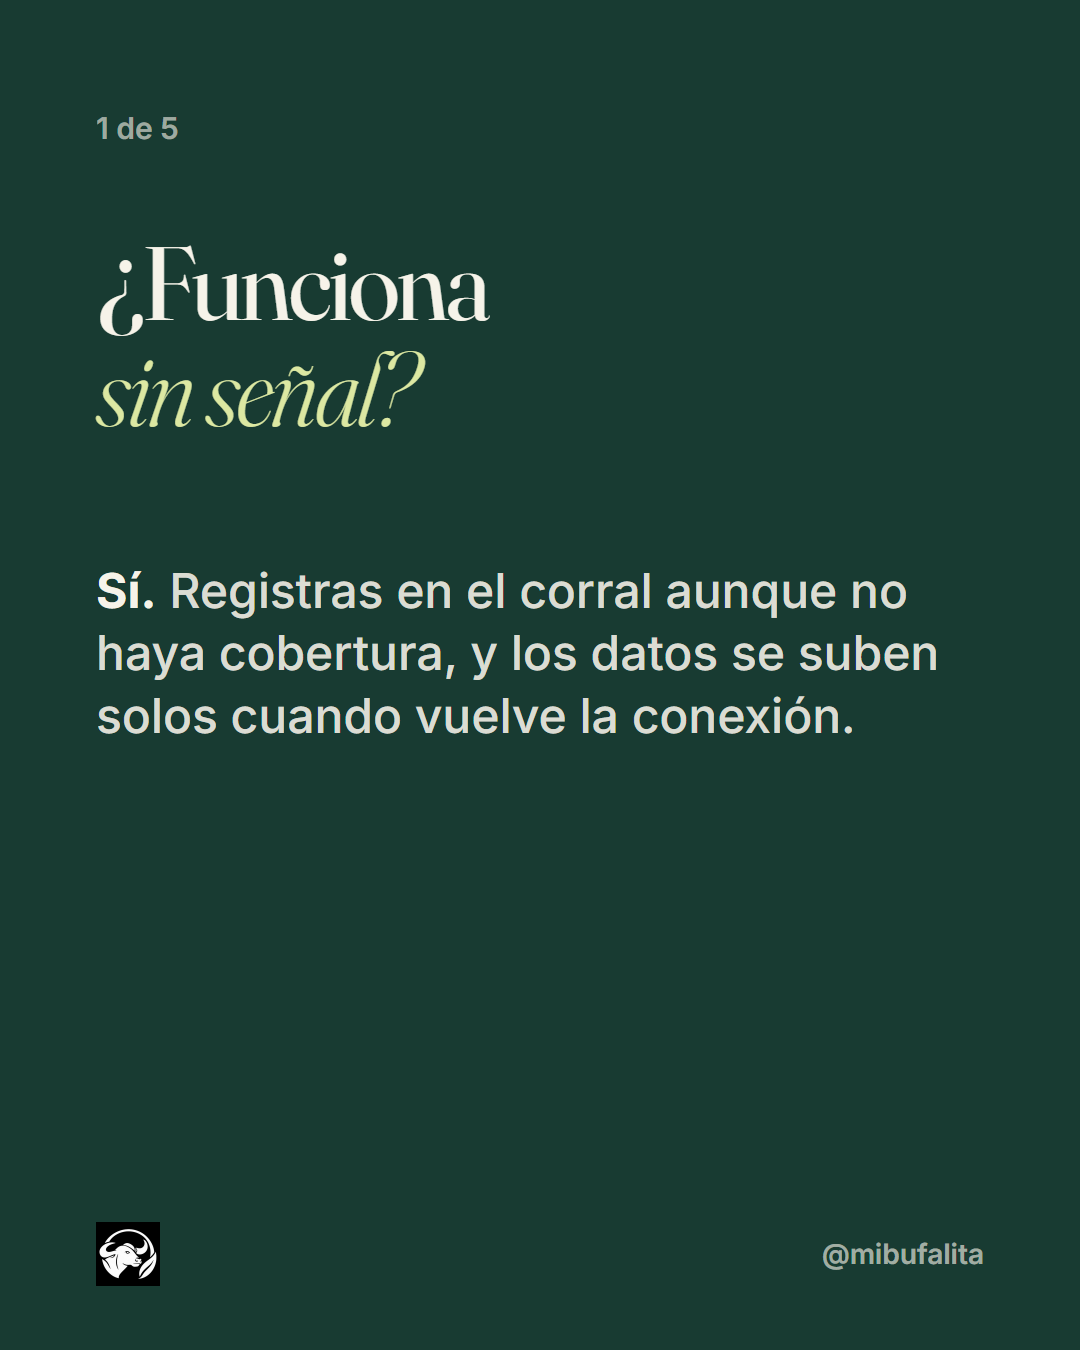 1 de 5
¿Funciona
sin señal?
Sí. Registras en el corral aunque no
haya cobertura, y los datos se suben
solos cuando vuelve la conexión.
@mibufalita